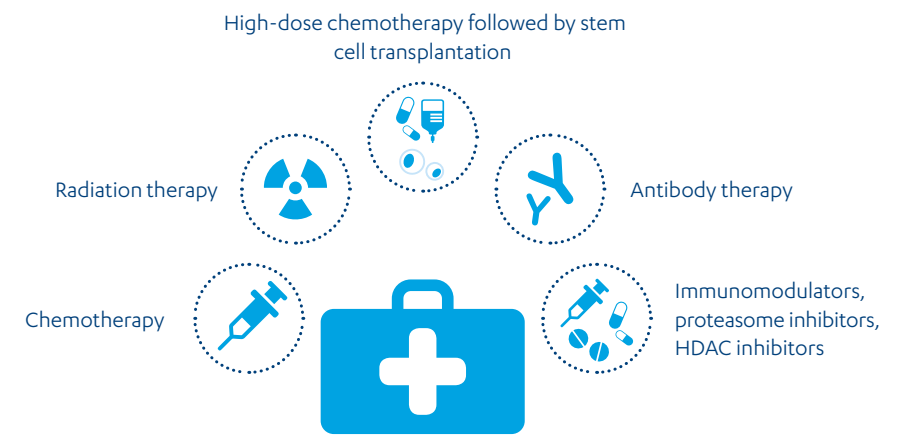 High-dose chemotherapy followed by stem
cell transplantation
Radiation therapy
Antibody therapy
Chemotherapy
Immunomodulators,
proteasome inhibitors,
HDAC inhibitors